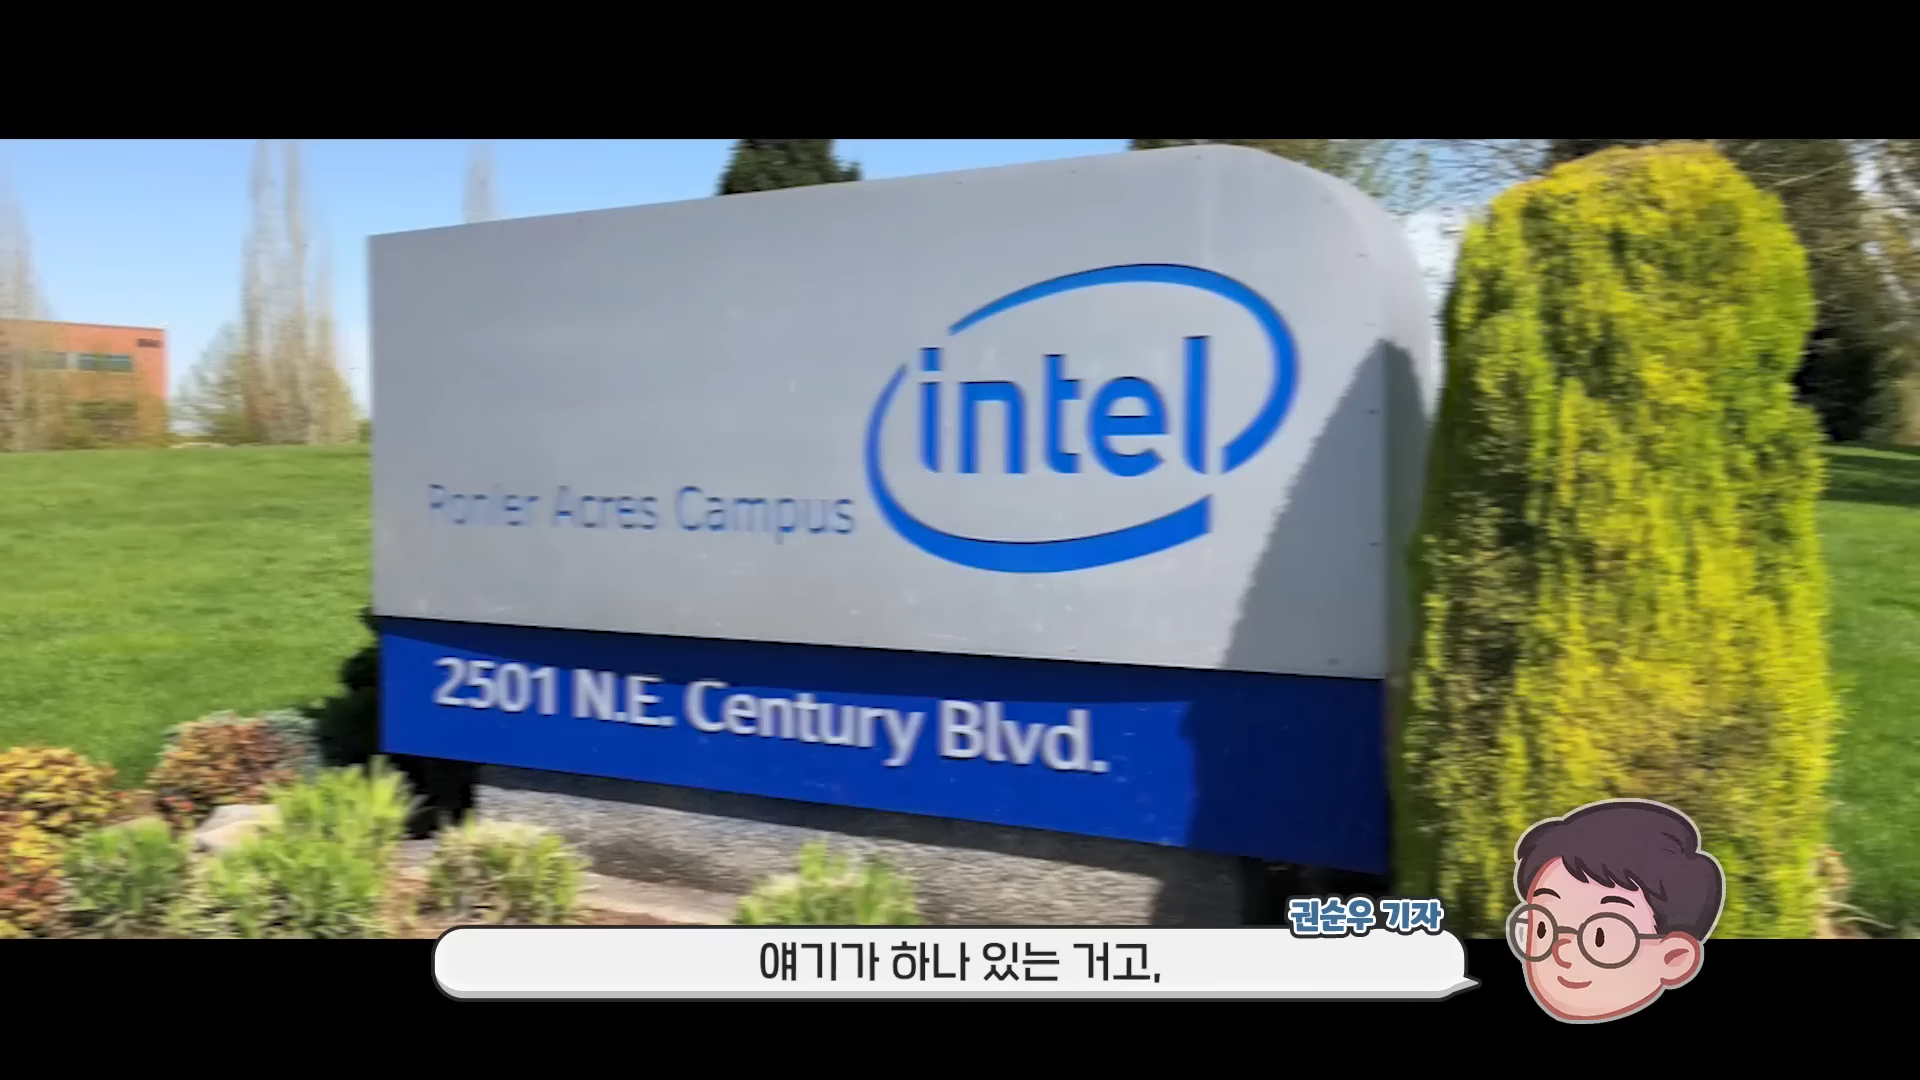 intel
Ronler Acres Campus
2501 N.E. Century Blvd.
권순우 기자
얘기가 하나 있는 거고,